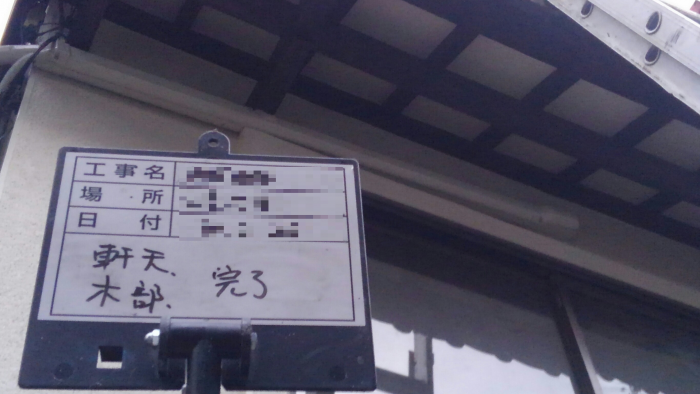 工事名
場所
日付
軒天、
木部、 完了